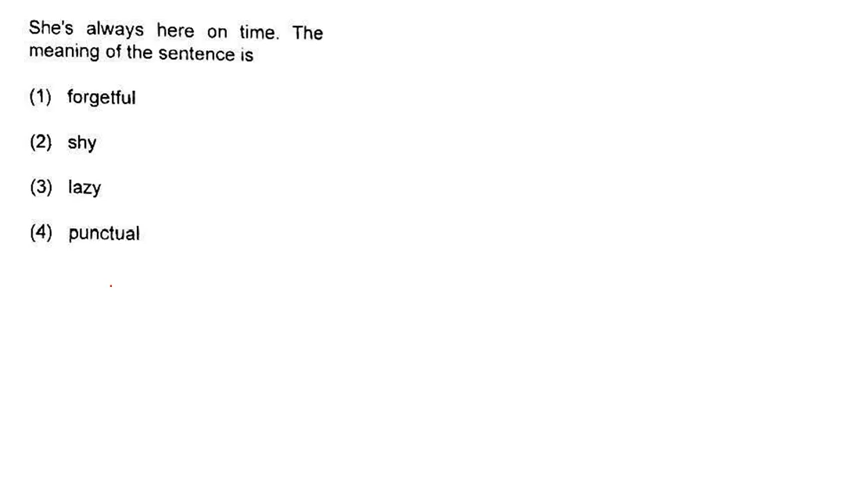 She's always here on time. The
meaning of the sentence is
(1) forgetful
(2) shy
(3) lazy
(4) punctual